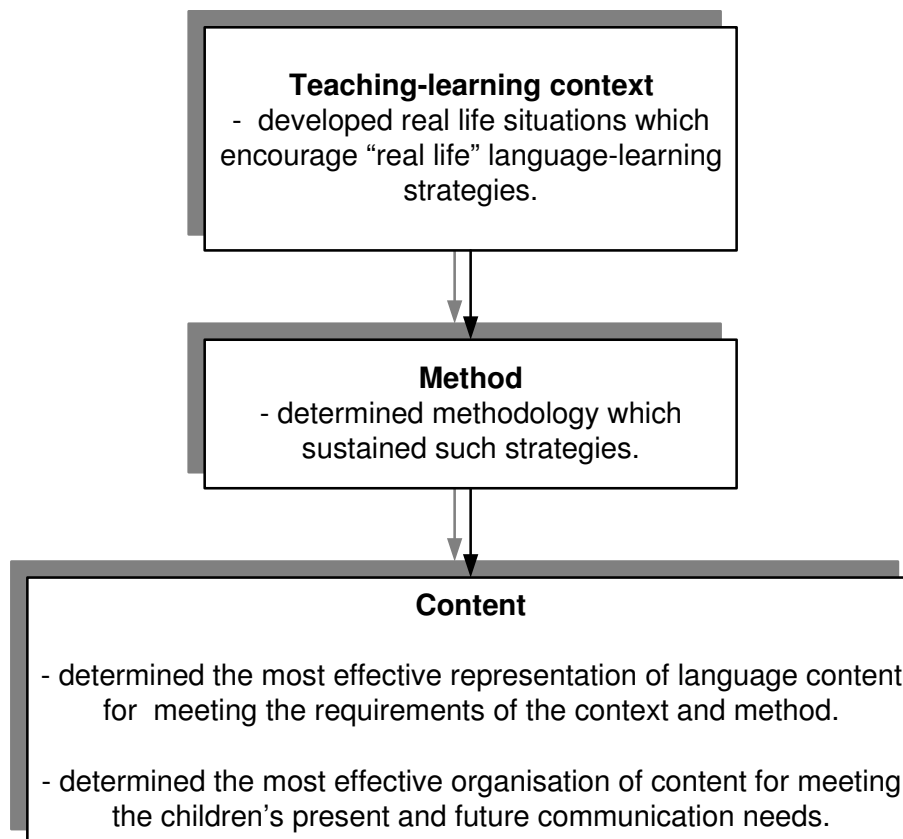 Teaching-learning context
- developed real life situations which
encourage “real life” language-learning
strategies.
Method
- determined methodology which
sustained such strategies.
Content
- determined the most effective representation of language content
for meeting the requirements of the context and method.
- determined the most effective organisation of content for meeting
the children’s present and future communication needs.